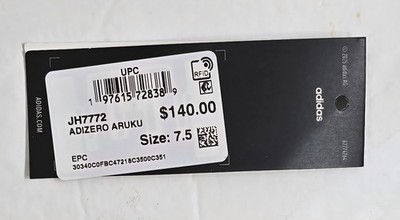 UPC
1 97615 72838 9
RFID
JH7772
ADIZERO ARUKU
$140.00
Size: 7.5
EPC
30340C0FBC47218C3500C351
ADIDAS.COM
adidas